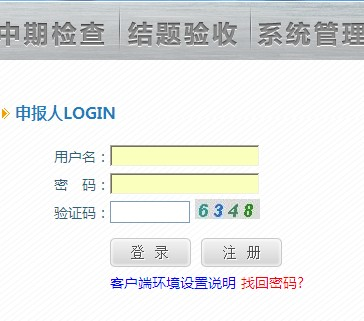 中期检查 结题验收 系统管理
申报人LOGIN
用户名：
密 码：
验证码： 6348
登 录 注 册
客户端环境设置说明 找回密码？